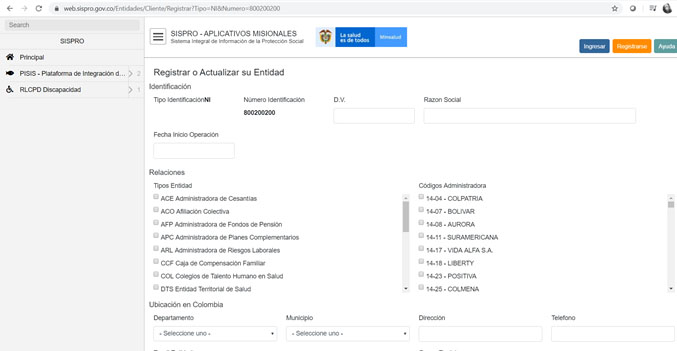 web.sispro.gov.co/Entidades/Cliente/Registrar?Tipo=NI&Numero=800200200
Search
SISPRO
Principal
PISIS - Plataforma de Integración d... 2
RLCPD Discapacidad 1
SISPRO - APLICATIVOS MISIONALES
Sistema Integral de Información de la Protección Social
La salud es de todos
Minsalud
Ingresar Registrarse Ayuda
Registrar o Actualizar su Entidad
Identificación
Tipo IdentificaciónNI Número Identificación D.V. Razon Social
800200200
Fecha Inicio Operación
Relaciones
Tipos Entidad Códigos Administradora
ACE Administradora de Cesantías 14-04 - COLPATRIA
ACO Afiliación Colectiva 14-07 - BOLIVAR
AFP Administradora de Fondos de Pensión 14-08 - AURORA
APC Administradora de Planes Complementarios 14-11 - SURAMERICANA
ARL Administradora de Riesgos Laborales 14-17 - VIDA ALFA S.A.
CCF Caja de Compensación Familiar 14-18 - LIBERTY
COL Colegios de Talento Humano en Salud 14-23 - POSITIVA
DTS Entidad Territorial de Salud 14-25 - COLMENA
Ubicación en Colombia
Departamento Municipio Dirección Telefono
- Seleccione uno - - Seleccione uno -